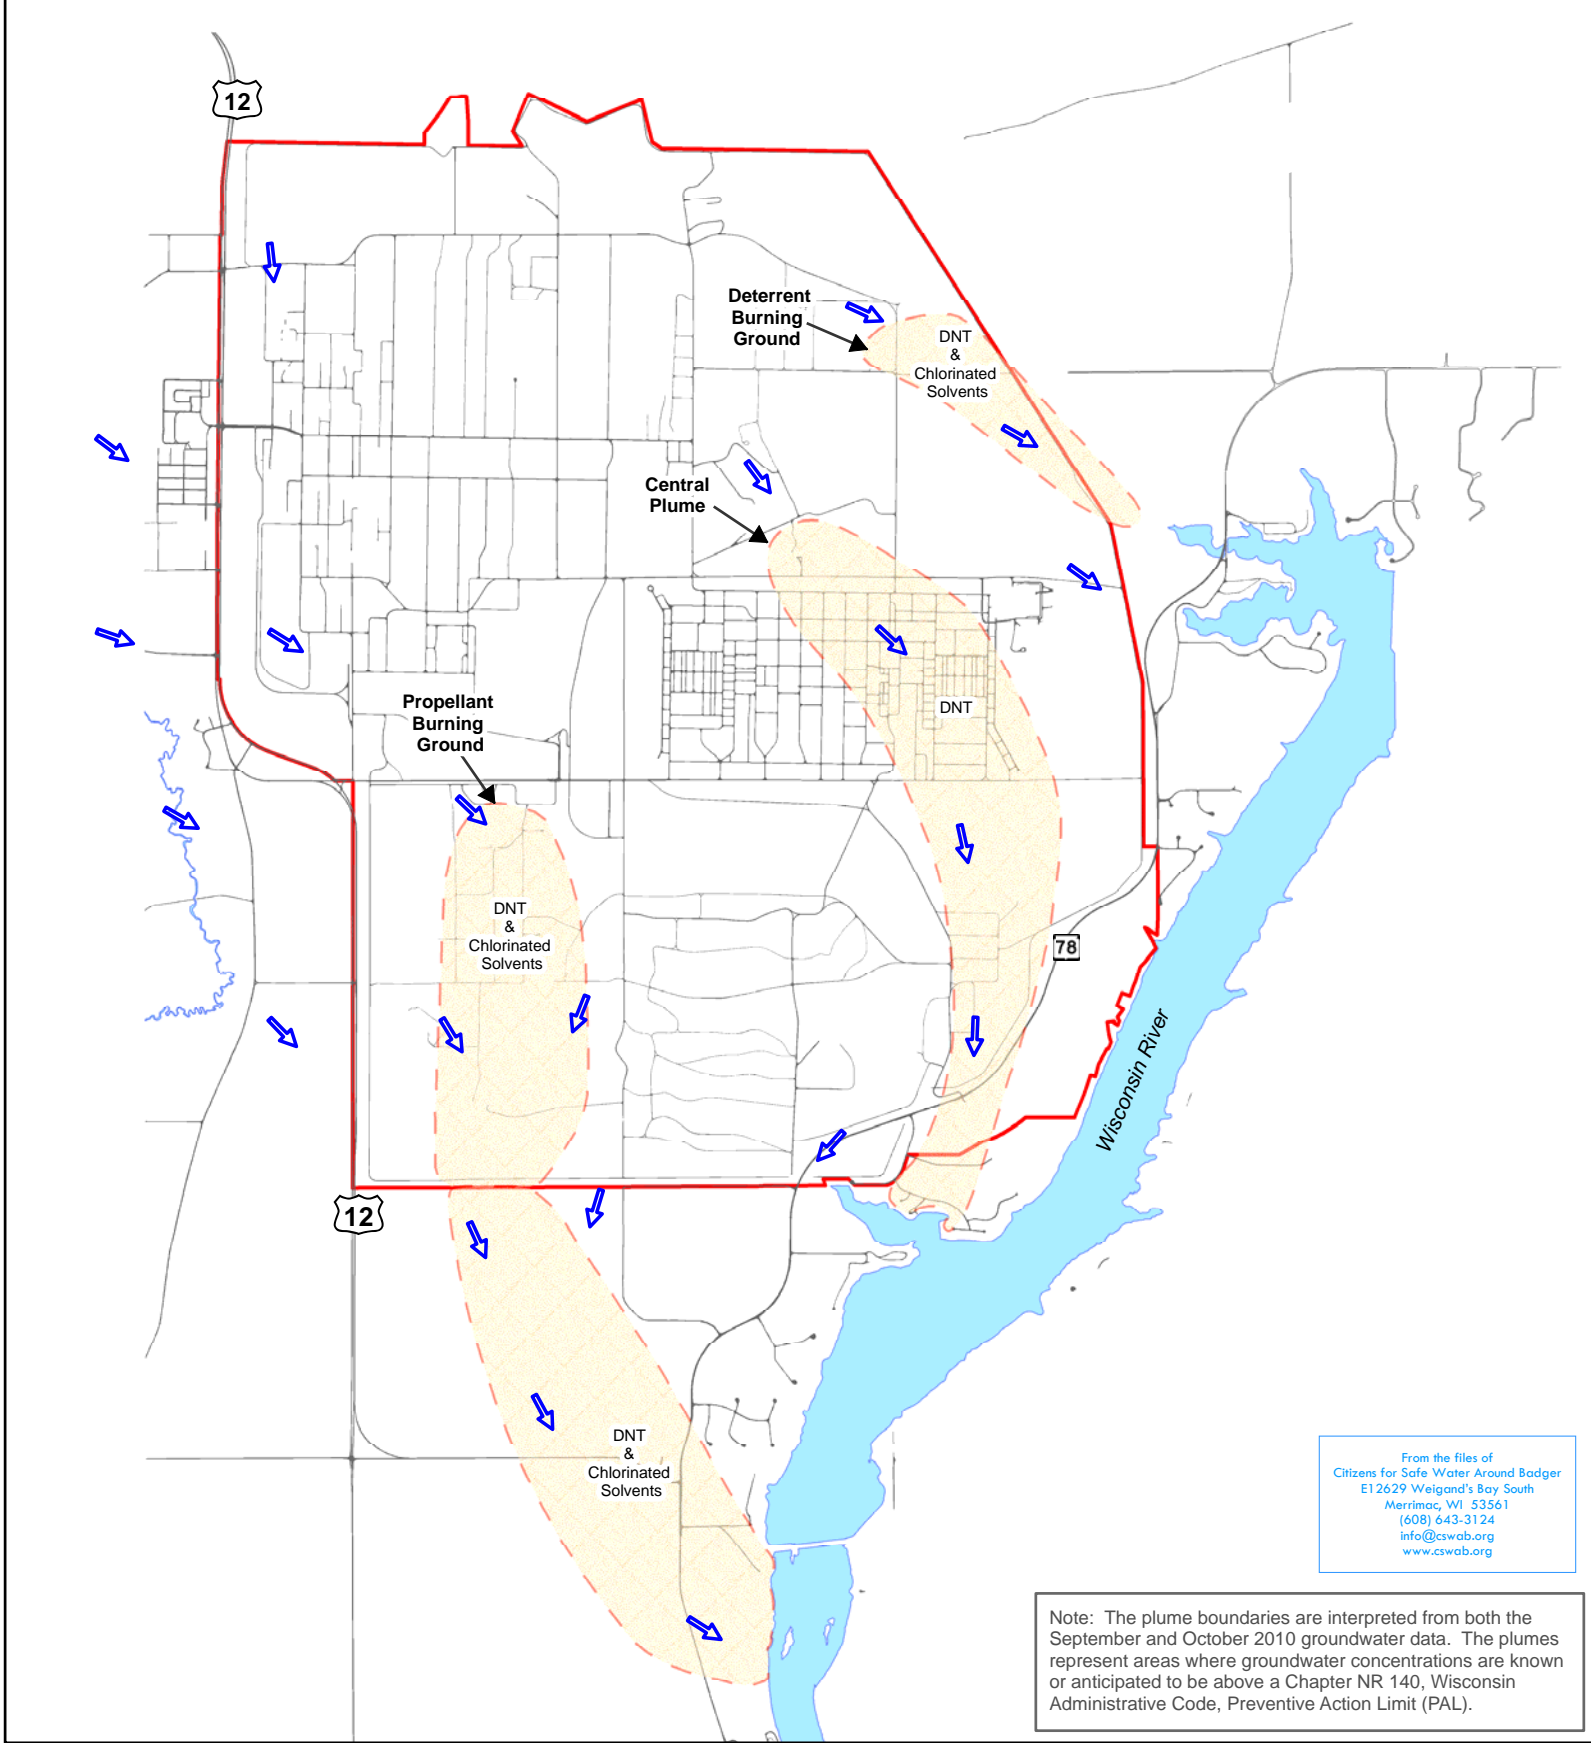 12
Deterrent
Burning
Ground
DNT
&
Chlorinated
Solvents
Central
Plume
DNT
Propellant
Burning
Ground
DNT
&
Chlorinated
Solvents
78
Wisconsin River
12
DNT
&
Chlorinated
Solvents
From the files of
Citizens for Safe Water Around Badger
E12629 Weigand's Bay South
Merrimac, WI 53561
(608) 643-3124
info@cswab.org
www.cswab.org
Note: The plume boundaries are interpreted from both the
September and October 2010 groundwater data. The plumes
represent areas where groundwater concentrations are known
or anticipated to be above a Chapter NR 140, Wisconsin
Administrative Code, Preventive Action Limit (PAL).